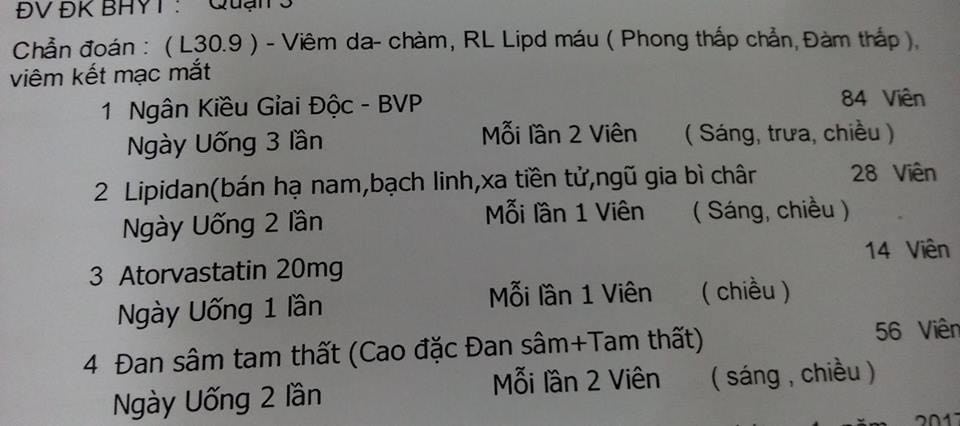 ĐV ĐK BHYT : Quận 3
Chẩn đoán : ( L30.9 ) - Viêm da- chàm, RL Lipd máu ( Phong thấp chẩn, Đàm thấp ),
viêm kết mạc mắt
1 Ngân Kiều Giải Độc - BVP 84 Viên
Ngày Uống 3 lần Mỗi lần 2 Viên ( Sáng, trưa, chiều )
2 Lipidan(bán hạ nam,bạch linh,xa tiền tử,ngũ gia bì châr 28 Viên
Ngày Uống 2 lần Mỗi lần 1 Viên ( Sáng, chiều )
3 Atorvastatin 20mg 14 Viên
Ngày Uống 1 lần Mỗi lần 1 Viên ( chiều )
4 Đan sâm tam thất (Cao đặc Đan sâm+Tam thất) 56 Viên
Ngày Uống 2 lần Mỗi lần 2 Viên ( sáng , chiều )
năm 2017